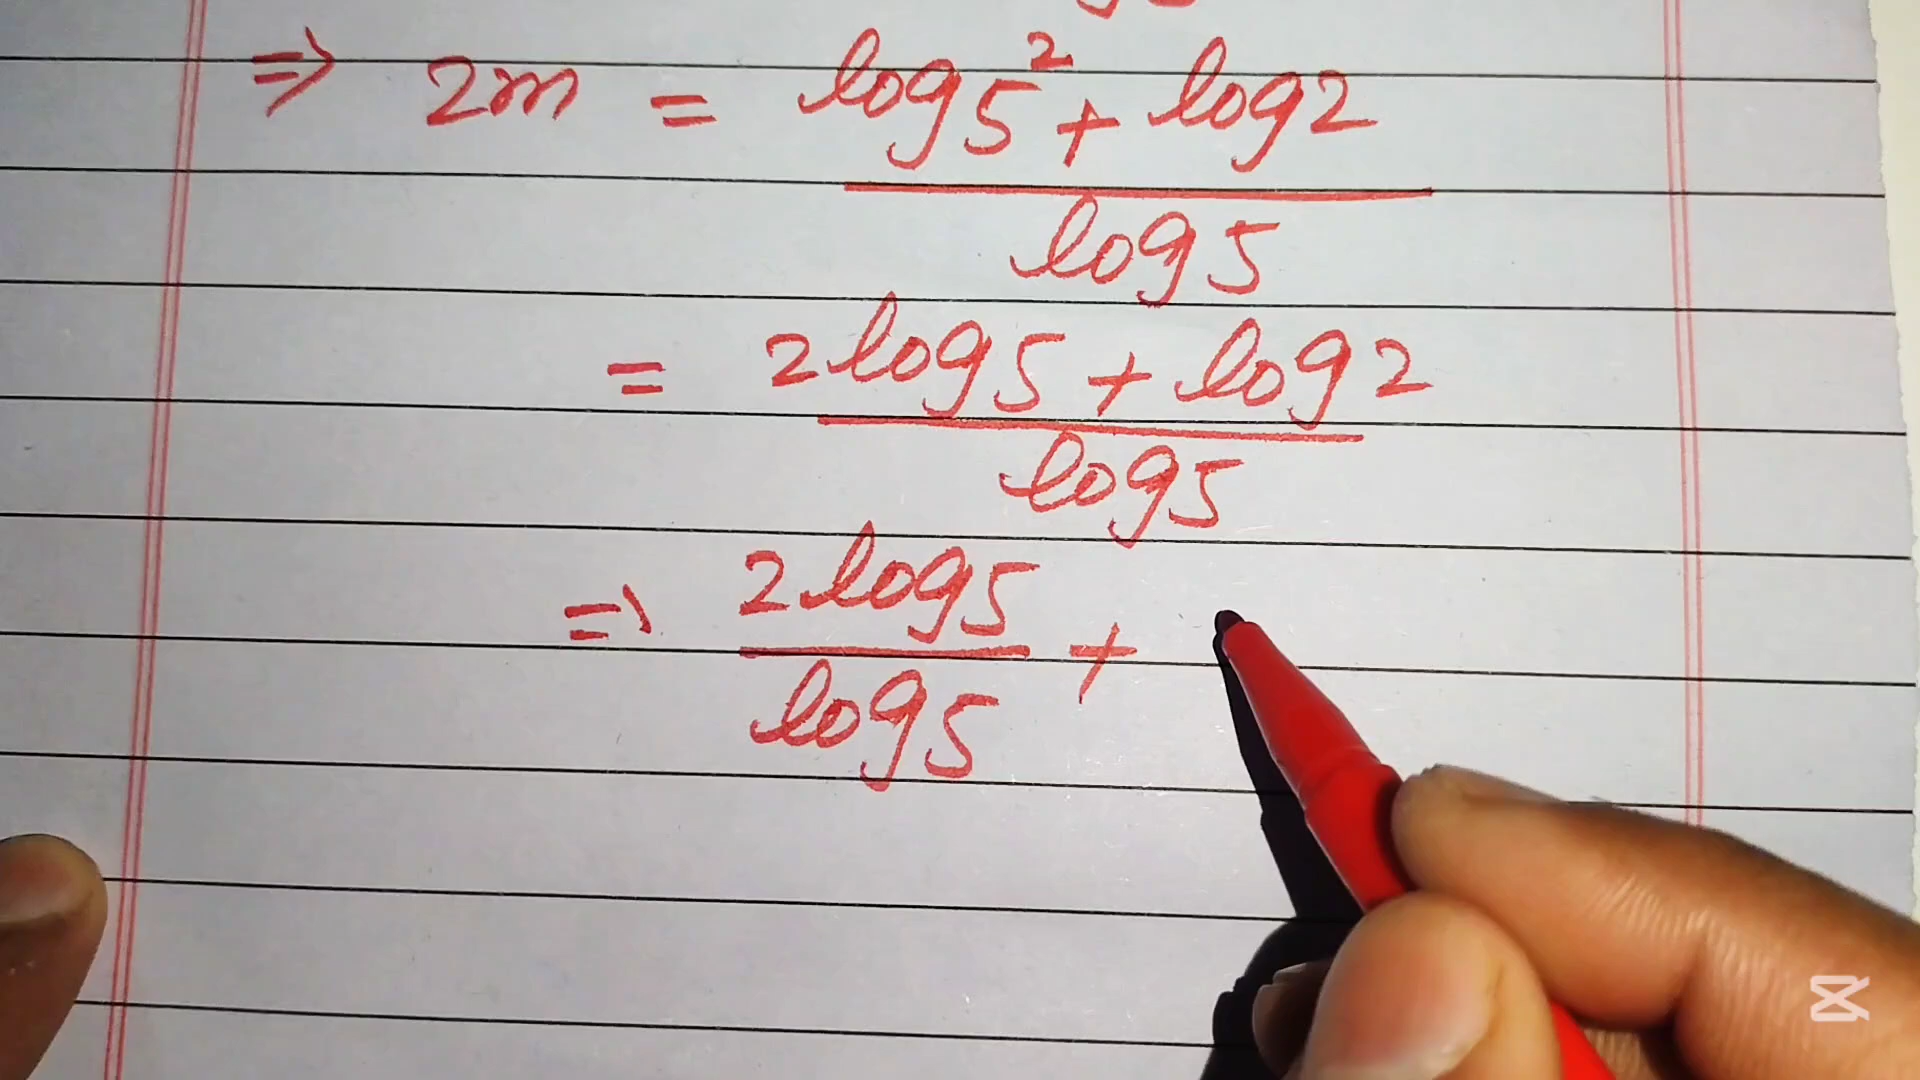 ⇒ 2m = log5² + log2
log5
= 2log5 + log2
log5
⇒ 2log5 +
log5